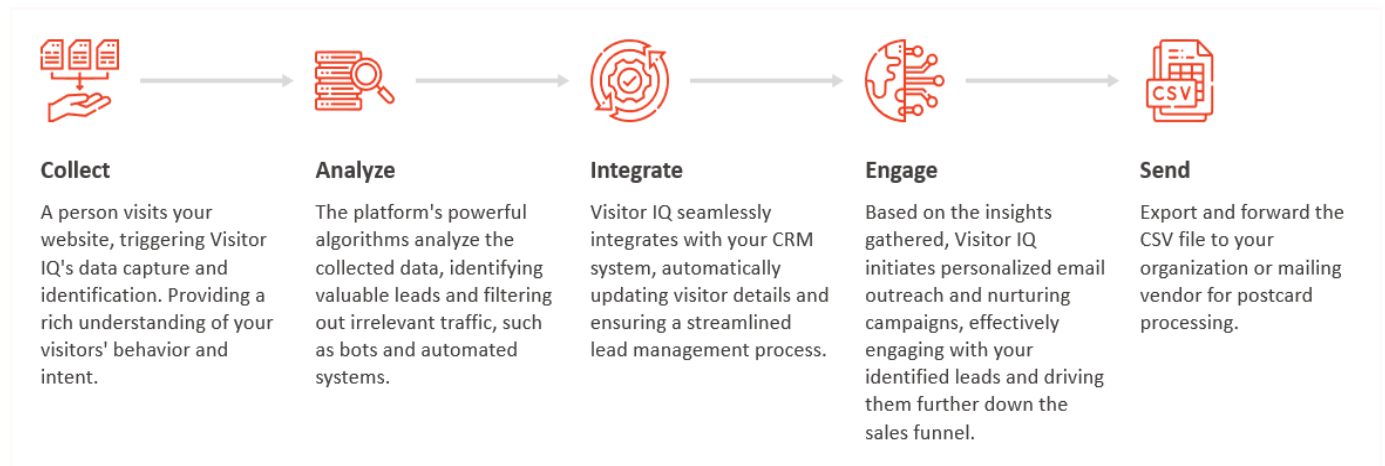 CSV
Collect
A person visits your
website, triggering Visitor
IQ's data capture and
identification. Providing a
rich understanding of your
visitors' behavior and
intent.
Analyze
The platform's powerful
algorithms analyze the
collected data, identifying
valuable leads and filtering
out irrelevant traffic, such
as bots and automated
systems.
Integrate
Visitor IQ seamlessly
integrates with your CRM
system, automatically
updating visitor details and
ensuring a streamlined
lead management process.
Engage
Based on the insights
gathered, Visitor IQ
initiates personalized email
outreach and nurturing
campaigns, effectively
engaging with your
identified leads and driving
them further down the
sales funnel.
Send
Export and forward the
CSV file to your
organization or mailing
vendor for postcard
processing.